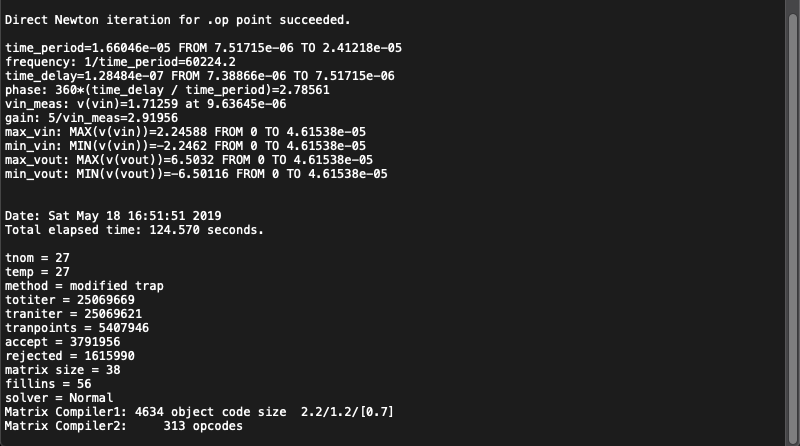 Direct Newton iteration for .op point succeeded.
time_period=1.66046e-05 FROM 7.51715e-06 TO 2.41218e-05
frequency: 1/time_period=60224.2
time_delay=1.28484e-07 FROM 7.38866e-06 TO 7.51715e-06
phase: 360*(time_delay / time_period)=2.78561
vin_meas: v(vin)=1.71259 at 9.63645e-06
gain: 5/vin_meas=2.91956
max_vin: MAX(v(vin))=2.24588 FROM 0 TO 4.61538e-05
min_vin: MIN(v(vin))=-2.2462 FROM 0 TO 4.61538e-05
max_vout: MAX(v(vout))=6.5032 FROM 0 TO 4.61538e-05
min_vout: MIN(v(vout))=-6.50116 FROM 0 TO 4.61538e-05
Date: Sat May 18 16:51:51 2019
Total elapsed time: 124.570 seconds.
tnom = 27
temp = 27
method = modified trap
totiter = 25069669
traniter = 25069621
tranpoints = 5407946
accept = 3791956
rejected = 1615990
matrix size = 38
fillins = 56
solver = Normal
Matrix Compiler1: 4634 object code size  2.2/1.2/[0.7]
Matrix Compiler2:     313 opcodes